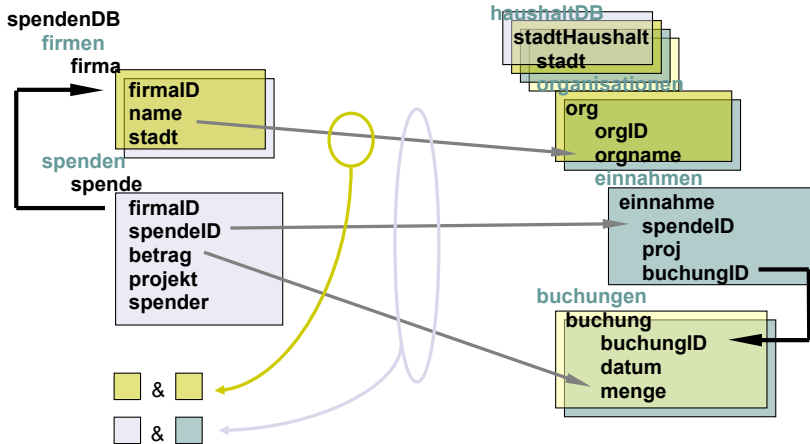 spendenDB
firmen
firma
firmaID
name
stadt
spenden
spende
firmaID
spendeID
betrag
projekt
spender
&
&
haushaltDB
stadtHaushalt
stadt
organisationen
org
orgID
orgname
einnahmen
einnahme
spendeID
proj
buchungID
buchungen
buchung
buchungID
datum
menge